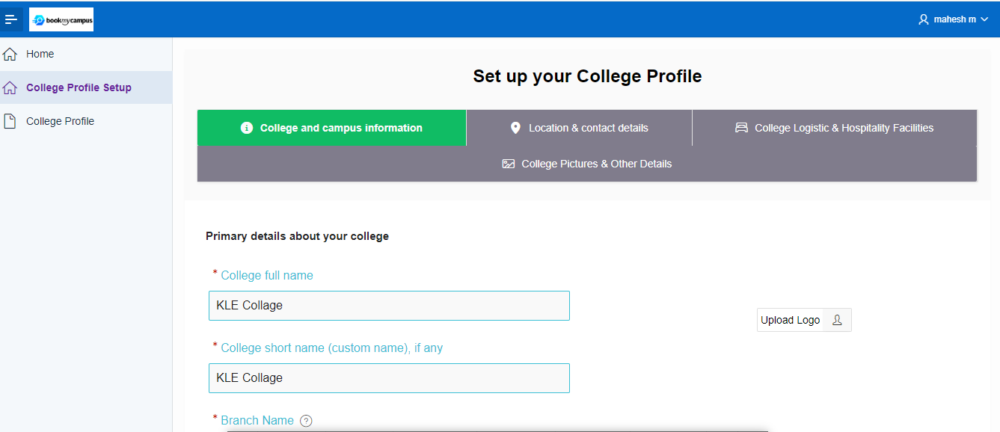 bookmycampus
mahesh m
Home
College Profile Setup
College Profile
Set up your College Profile
College and campus information
Location & contact details
College Logistic & Hospitality Facilities
College Pictures & Other Details
Primary details about your college
* College full name
KLE Collage
Upload Logo
* College short name (custom name), if any
KLE Collage
* Branch Name ?